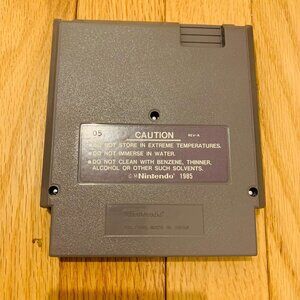 05
CAUTION
REV-A
•DO NOT STORE IN EXTREME TEMPERATURES.
•DO NOT IMMERSE IN WATER.
•DO NOT CLEAN WITH BENZENE, THINNER,
ALCOHOL OR OTHER SUCH SOLVENTS.
©Nintendo® 1985
Nintendo